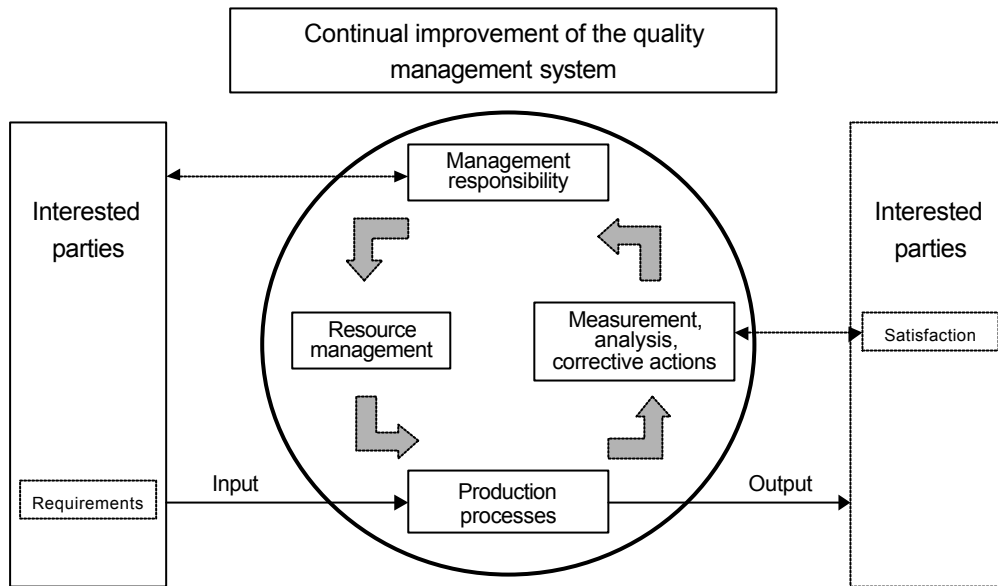 Continual improvement of the quality
management system
Interested
parties
Management
responsibility
Interested
parties
Resource
management
Measurement,
analysis,
corrective actions
Satisfaction
Requirements
Input
Production
processes
Output